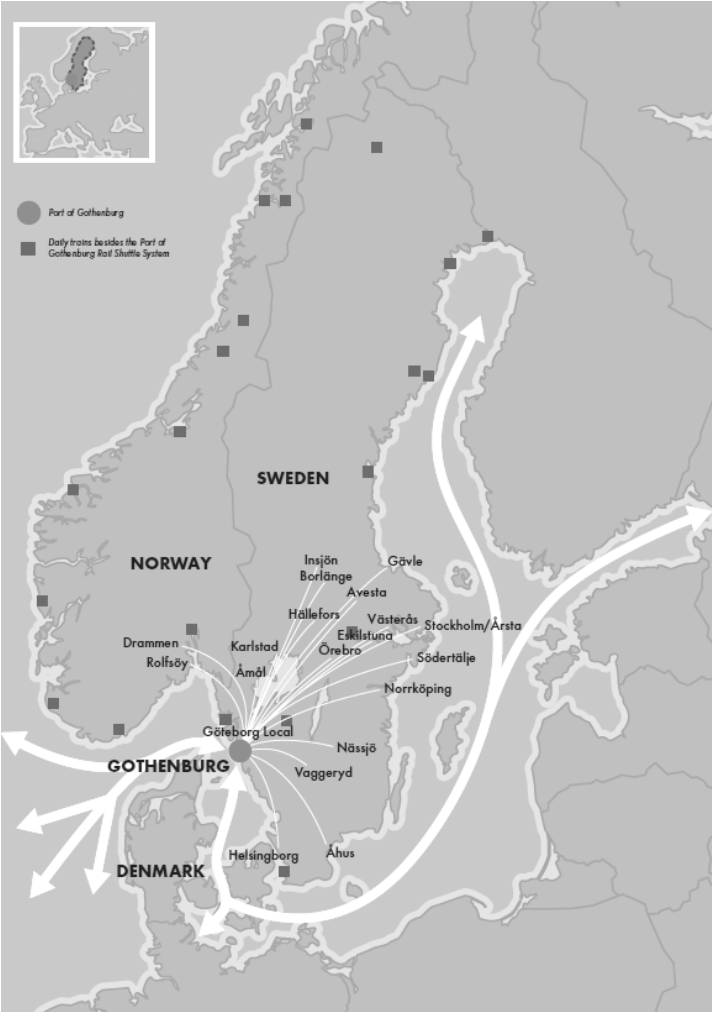 Port of Gothenburg
Daily trains besides the Port of
Gothenburg Rail Shuttle System
SWEDEN
NORWAY
Insjön
Borlänge
Gävle
Avesta
Hällefors
Västerås
Stockholm/Årsta
Eskilstuna
Drammen
Karlstad
Örebro
Rolfsöy
Åmål
Södertälje
Norrköping
Göteborg Local
Nässjö
GOTHENBURG
Vaggeryd
Helsingborg
Åhus
DENMARK